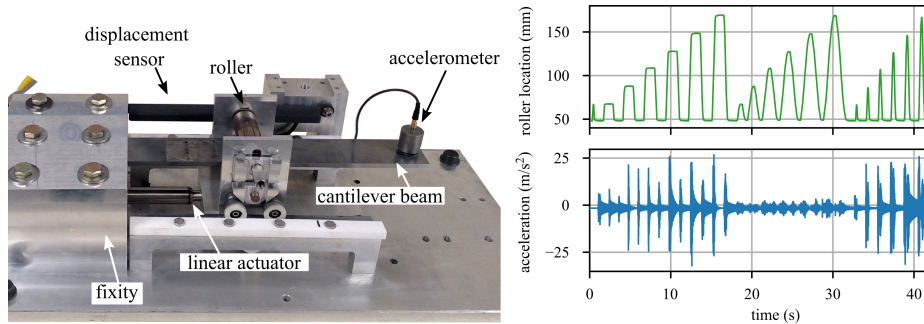 displacement
sensor
roller
accelerometer
cantilever beam
linear actuator
fixity
roller location (mm)
150
100
50
acceleration (m/s²)
25
0
−25
0
10
20
30
40
time (s)